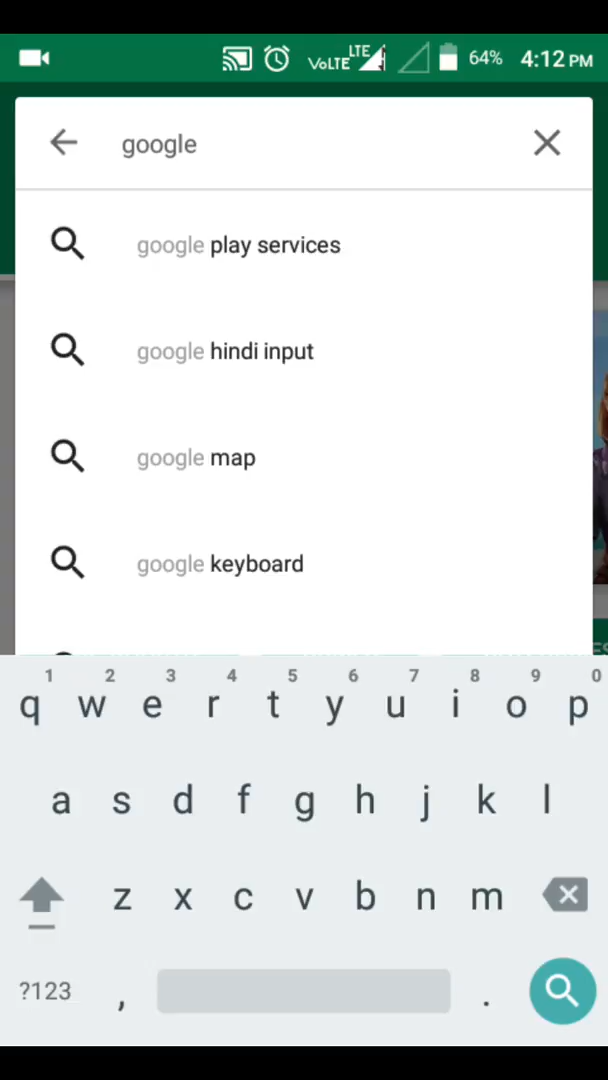 VoLTE LTE 64% 4:12 PM
google
google play services
google hindi input
google map
google keyboard
1 2 3 4 5 6 7 8 9 0
q w e r t y u i o p
a s d f g h j k l
z x c v b n m
?123 , .